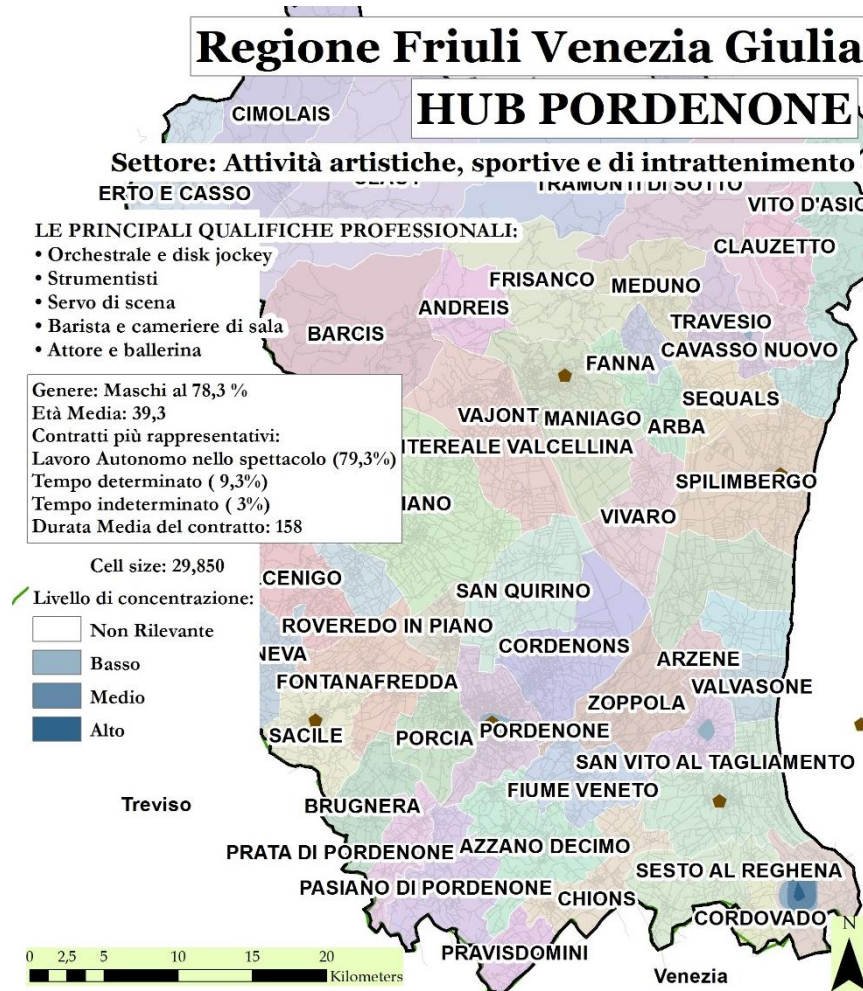 Regione Friuli Venezia Giulia
HUB PORDENONE
Settore: Attività artistiche, sportive e di intrattenimento
CIMOLAIS
ERTO E CASSO
TRAMONTI DI SOTTO
VITO D'ASIO
LE PRINCIPALI QUALIFICHE PROFESSIONALI:
• Orchestrale e disk jockey
• Strumentisti
• Servo di scena
• Barista e cameriere di sala
• Attore e ballerina
CLAUZETTO
FRISANCO
MEDUNO
ANDREIS
TRAVESIO
BARCIS
FANNA
CAVASSO NUOVO
Genere: Maschi al 78,3 %
Età Media: 39,3
Contratti più rappresentativi:
Lavoro Autonomo nello spettacolo (79,3%)
Tempo determinato ( 9,3%)
Tempo indeterminato ( 3%)
Durata Media del contratto: 158
SEQUALS
VAJONT
MANIAGO
ARBA
ITEREALE VALCELLINA
SPILIMBERGO
IANO
VIVARO
Cell size: 29,850
Livello di concentrazione:
Non Rilevante
Basso
Medio
Alto
LCENIGO
SAN QUIRINO
ROVEREDO IN PIANO
NEVA
CORDENONS
ARZENE
FONTANAFREDDA
VALVASONE
ZOPPOLA
SACILE
PORCIA
PORDENONE
SAN VITO AL TAGLIAMENTO
FIUME VENETO
Treviso
BRUGNERA
PRATA DI PORDENONE
AZZANO DECIMO
SESTO AL REGHENA
PASIANO DI PORDENONE
CHIONS
CORDOVADO
N
PRAVISDOMINI
Venezia
0 2,5 5 10 15 20
Kilometers